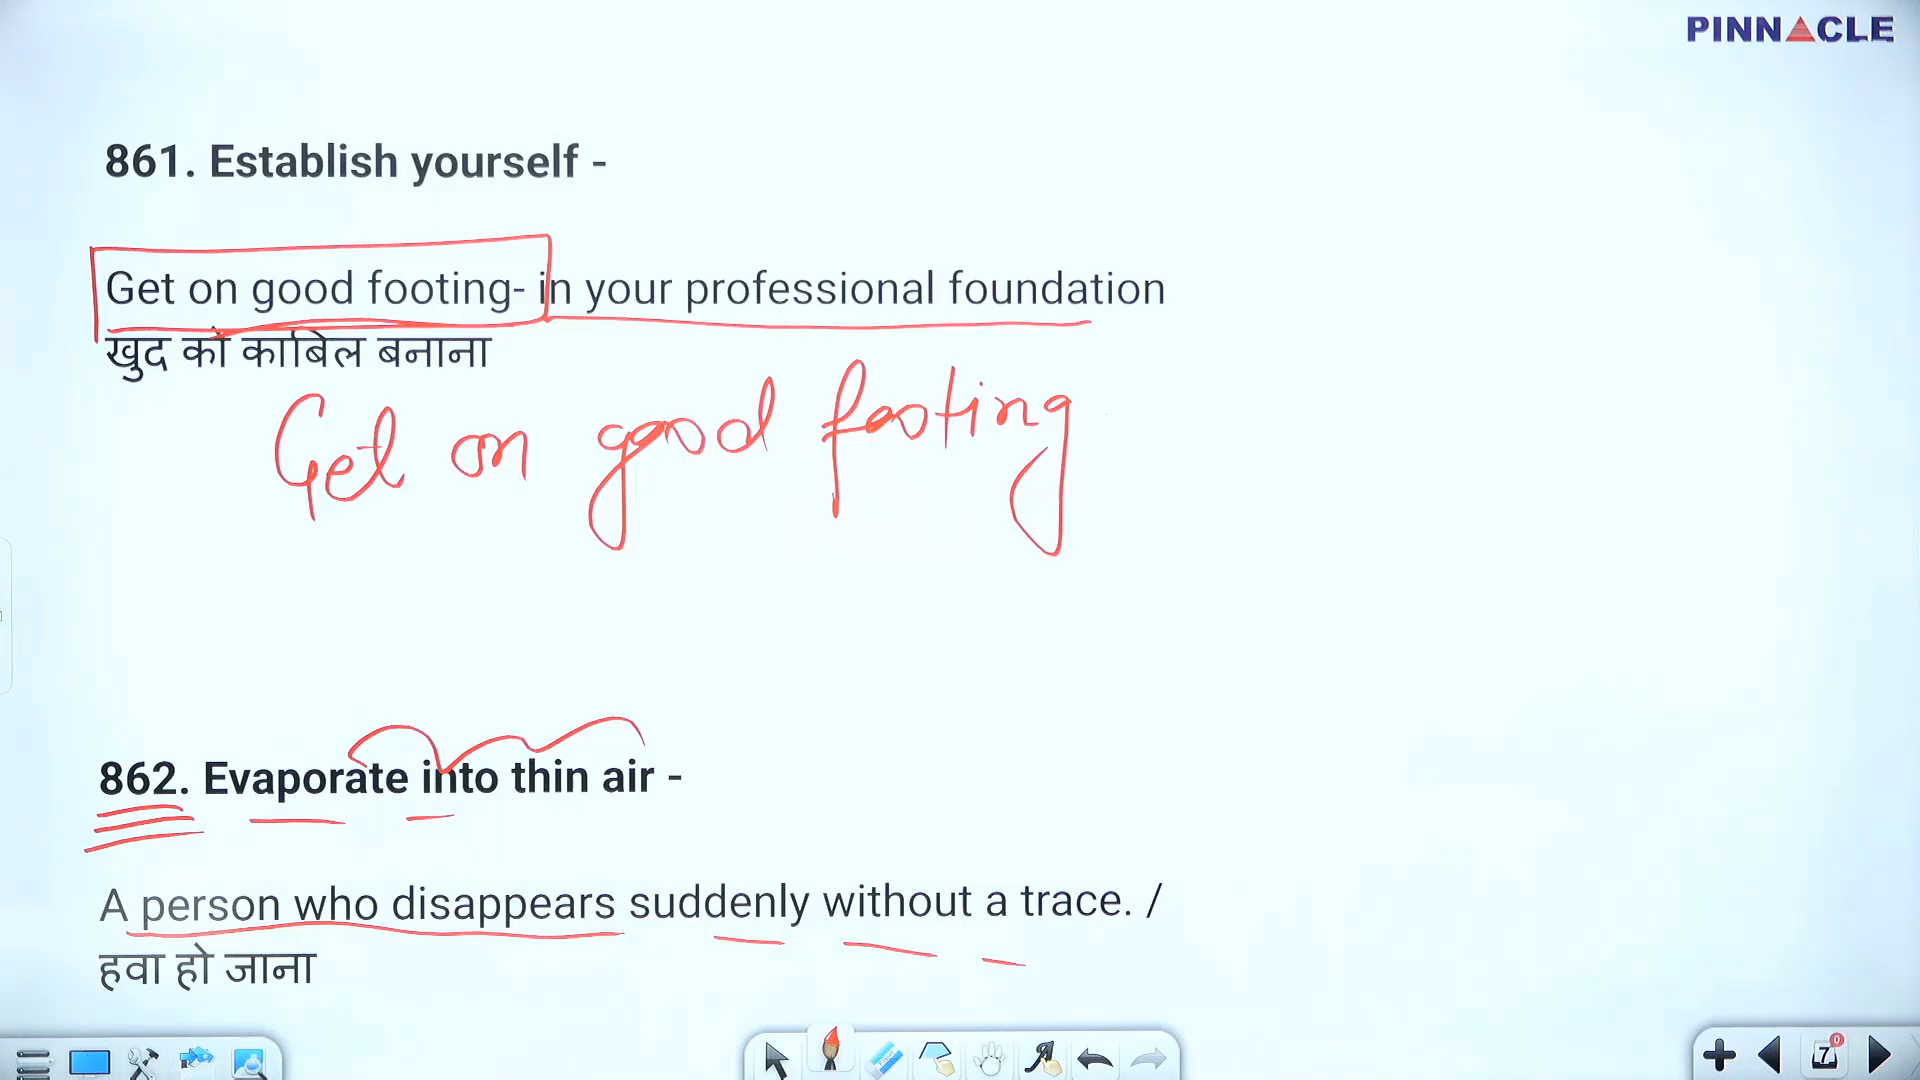 PINNACLE
861. Establish yourself -
Get on good footing- in your professional foundation
खुद को काबिल बनाना
Get on good footing
862. Evaporate into thin air -
A person who disappears suddenly without a trace. /
हवा हो जाना
7
0